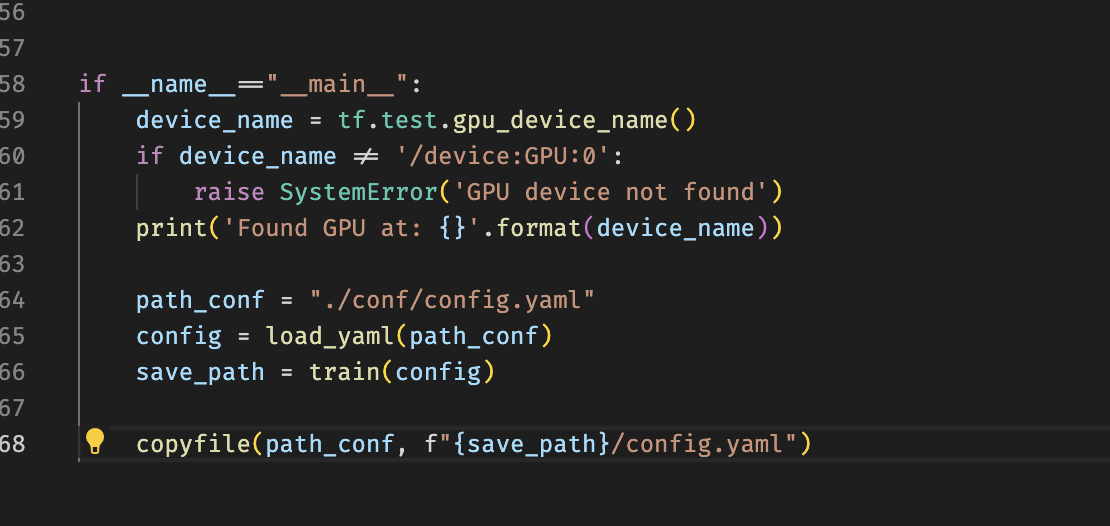 56
57
58 if __name__=="__main__":
59 device_name = tf.test.gpu_device_name()
60 if device_name != '/device:GPU:0':
61 raise SystemError('GPU device not found')
62 print('Found GPU at: {}'.format(device_name))
63
64 path_conf = "./conf/config.yaml"
65 config = load_yaml(path_conf)
66 save_path = train(config)
67
68 copyfile(path_conf, f"{save_path}/config.yaml")